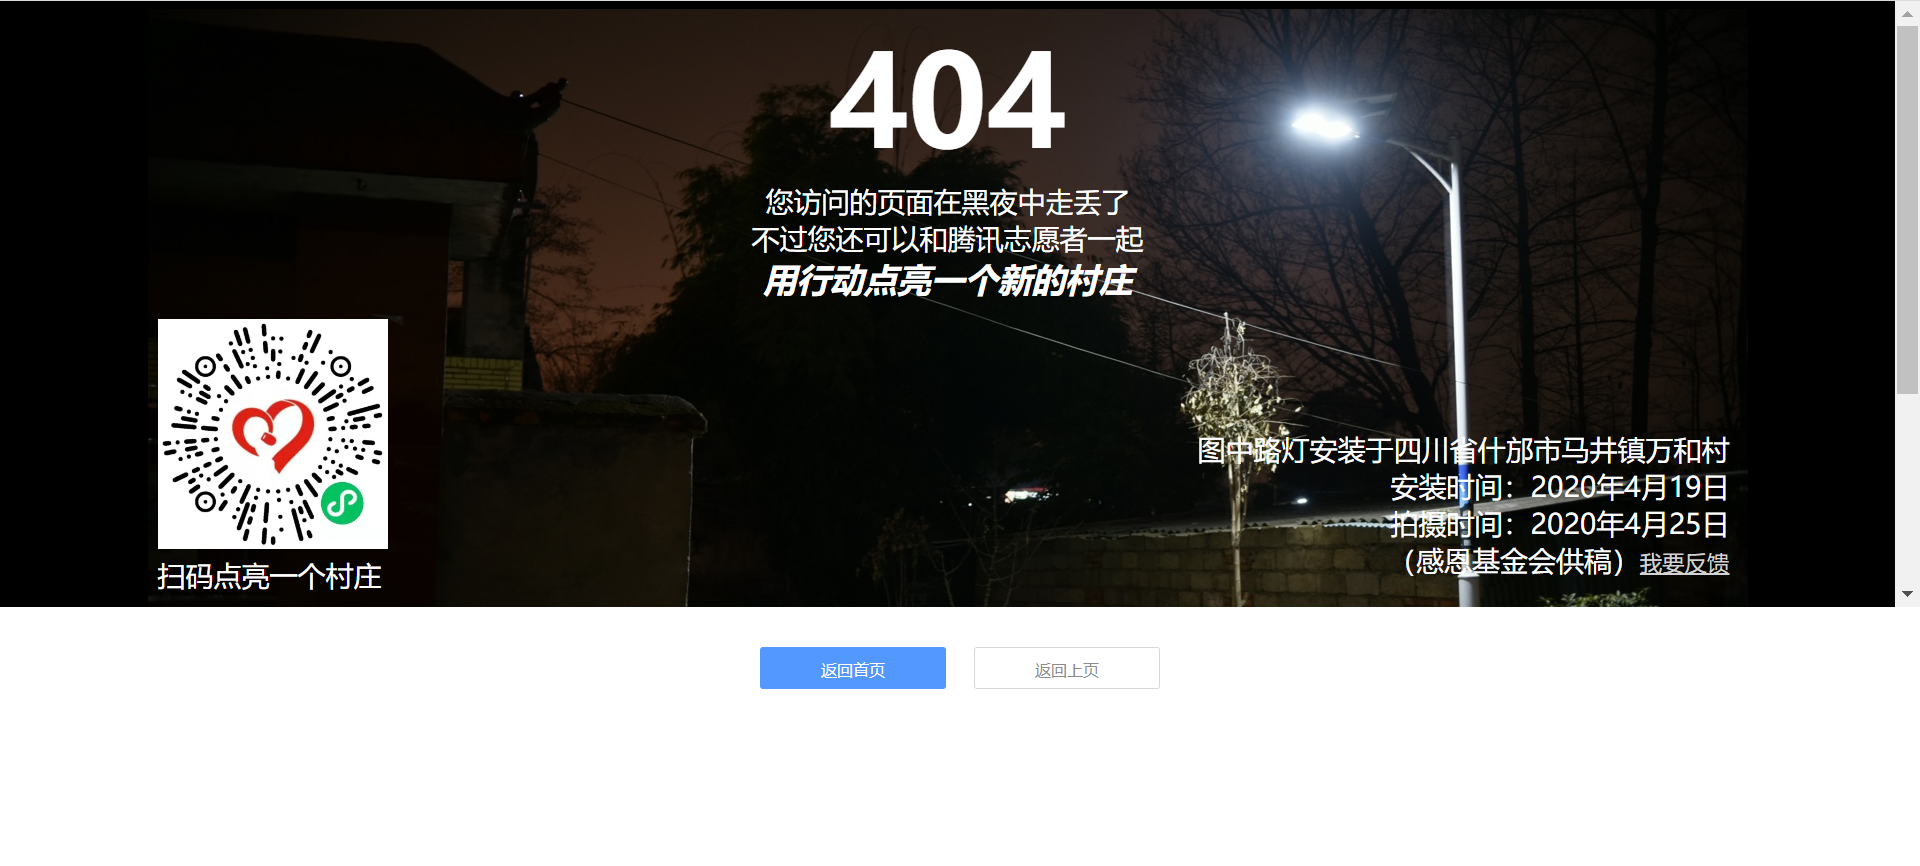 404
您访问的页面在黑夜中走丢了
不过您还可以和腾讯志愿者一起
用行动点亮一个新的村庄
扫码点亮一个村庄
图中路灯安装于四川省什邡市马井镇万和村
安装时间：2020年4月19日
拍摄时间：2020年4月25日
（感恩基金会供稿）我要反馈
返回首页
返回上页